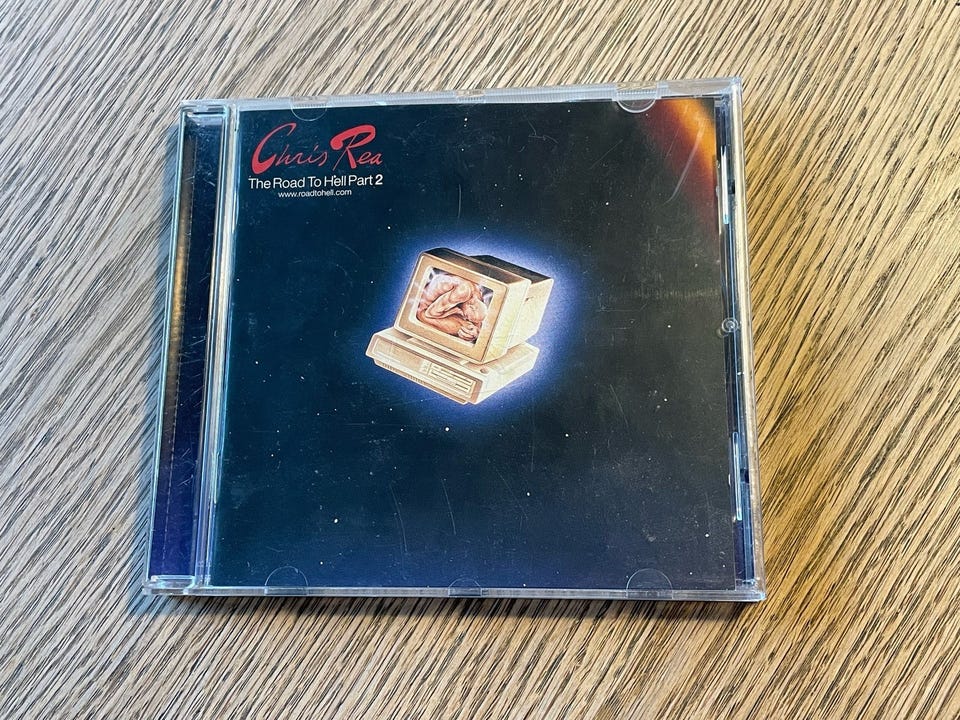 Chris Rea
The Road To Hell Part 2
www.roadtohell.com